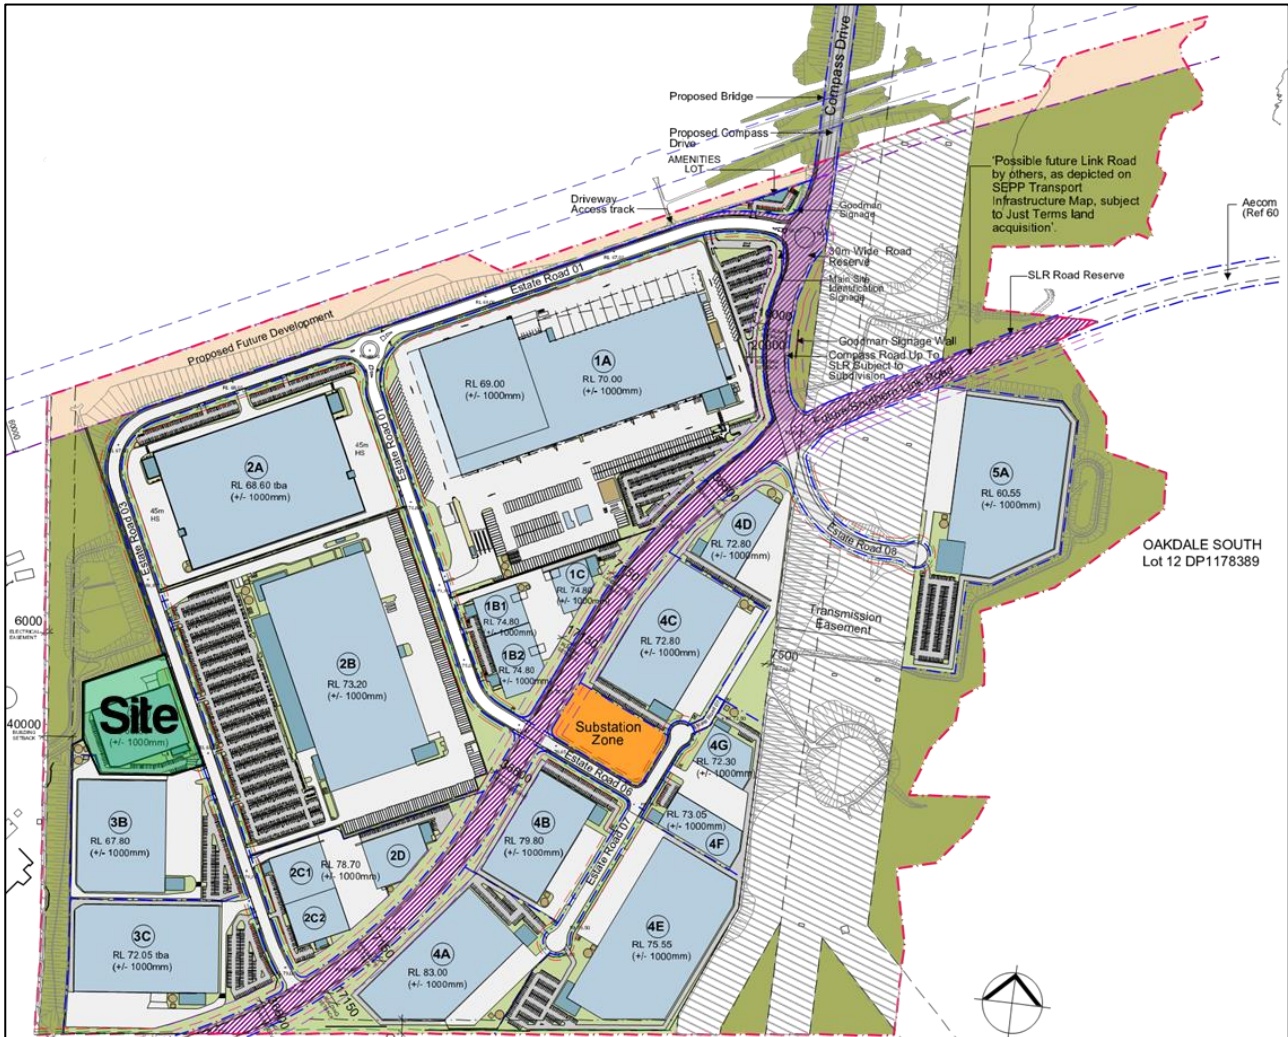 Compass Drive
Proposed Bridge
Proposed Compass
Drive
AMENITIES
LOT
Driveway
Access track
Goodman
Signage
'Possible future Link Road
by others, as depicted on
SEPP Transport
Infrastructure Map, subject
to Just Terms land
acquisition'.
Aecom
(Ref 60
30m Wide Road
Reserve
Main Site
Identification
Signage
SLR Road Reserve
Estate Road 01
Proposed Future Development
Goodman Signage Wall
Compass Road Up To
SLR Subject to
Subdivision
20000
Future Southern Link Road
1A
RL 69.00
(+/- 1000mm)
RL 70.00
(+/- 1000mm)
Estate Road 01
2A
RL 68.60 tba
(+/- 1000mm)
45m
HS
45m
HS
Estate Road 03
5A
RL 60.55
(+/- 1000mm)
OAKDALE SOUTH
Lot 12 DP1178389
4D
RL 72.80
(+/- 1000mm)
Estate Road 08
1C
RL 74.80
(+/- 1000mm)
1B1
RL 74.80
(+/- 1000mm)
1B2
RL 74.80
(+/- 1000mm)
4C
RL 72.80
(+/- 1000mm)
Transmission
Easement
7500
6000
ELECTRICAL
EASEMENT
2B
RL 73.20
(+/- 1000mm)
Site
(+/- 1000mm)
40000
BUILDING
SETBACK
Substation
Zone
4G
RL 72.30
(+/- 1000mm)
Estate Road 06
3B
RL 67.80
(+/- 1000mm)
4B
RL 79.80
(+/- 1000mm)
RL 73.05
(+/- 1000mm)
4F
Estate Road 07
2D
RL 78.70
(+/- 1000mm)
2C1
2C2
3C
RL 72.05 tba
(+/- 1000mm)
4A
RL 83.00
(+/- 1000mm)
4E
RL 75.55
(+/- 1000mm)
7150